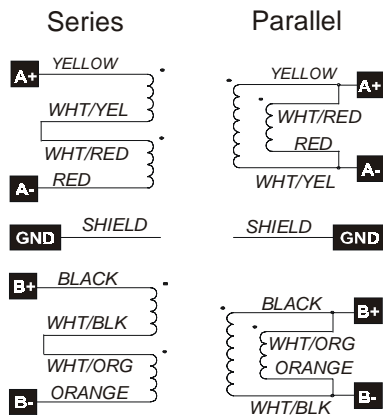 Series
Parallel
A+
YELLOW
WHT/YEL
WHT/RED
A-
RED
YELLOW
A+
WHT/RED
RED
A-
WHT/YEL
GND
SHIELD
SHIELD
GND
B+
BLACK
WHT/BLK
WHT/ORG
B-
ORANGE
BLACK
B+
WHT/ORG
ORANGE
B-
WHT/BLK